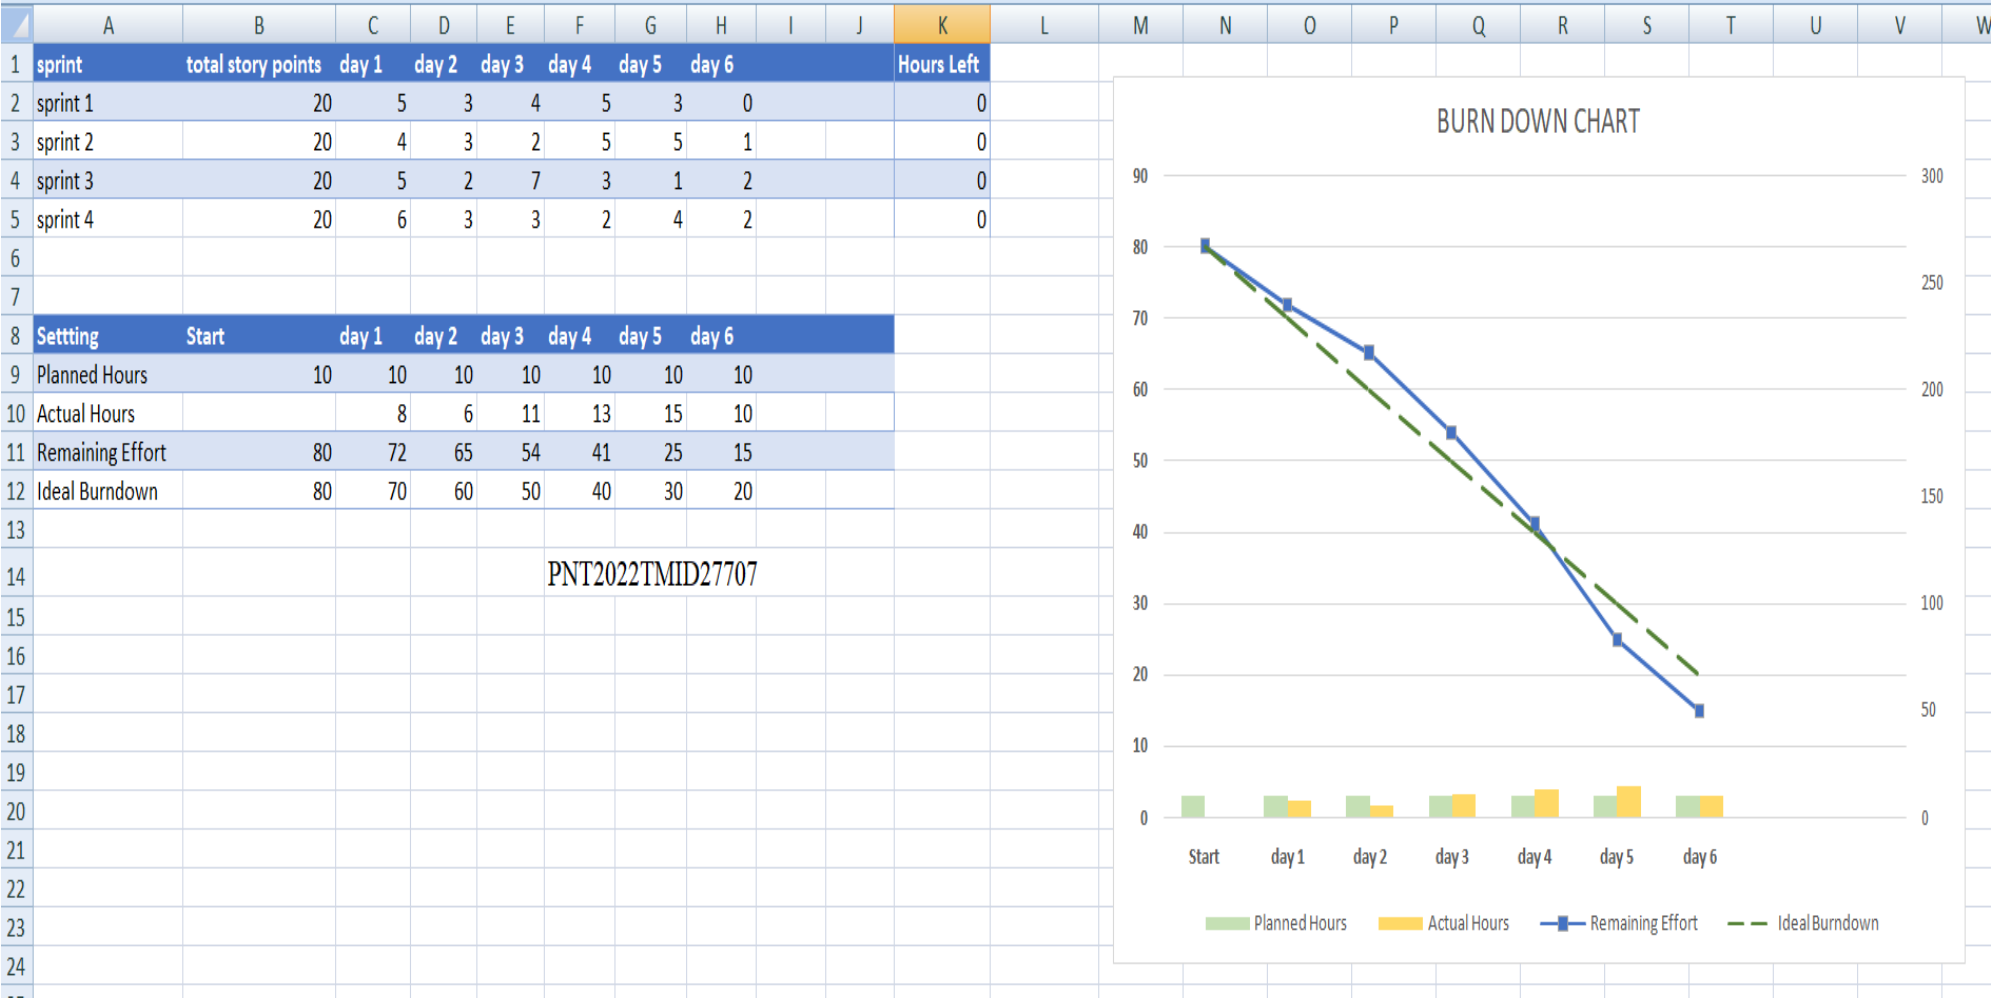 A B C D E F G H I J K L M N O P Q R S T U V W
1 sprint total story points day 1 day 2 day 3 day 4 day 5 day 6 Hours Left
2 sprint 1 20 5 3 4 5 3 0 0
3 sprint 2 20 4 3 2 5 5 1 0
4 sprint 3 20 5 2 7 3 1 2 0
5 sprint 4 20 6 3 3 2 4 2 0
6
7
8 Settting Start day 1 day 2 day 3 day 4 day 5 day 6
9 Planned Hours 10 10 10 10 10 10 10
10 Actual Hours 8 6 11 13 15 10
11 Remaining Effort 80 72 65 54 41 25 15
12 Ideal Burndown 80 70 60 50 40 30 20
13
14 PNT2022TMID27707
15
16
17
18
19
20
21
22
23
24
BURN DOWN CHART
90 300
80
250
70
60 200
50
150
40
30 100
20
50
10
0 0
Start day 1 day 2 day 3 day 4 day 5 day 6
Planned Hours Actual Hours Remaining Effort Ideal Burndown